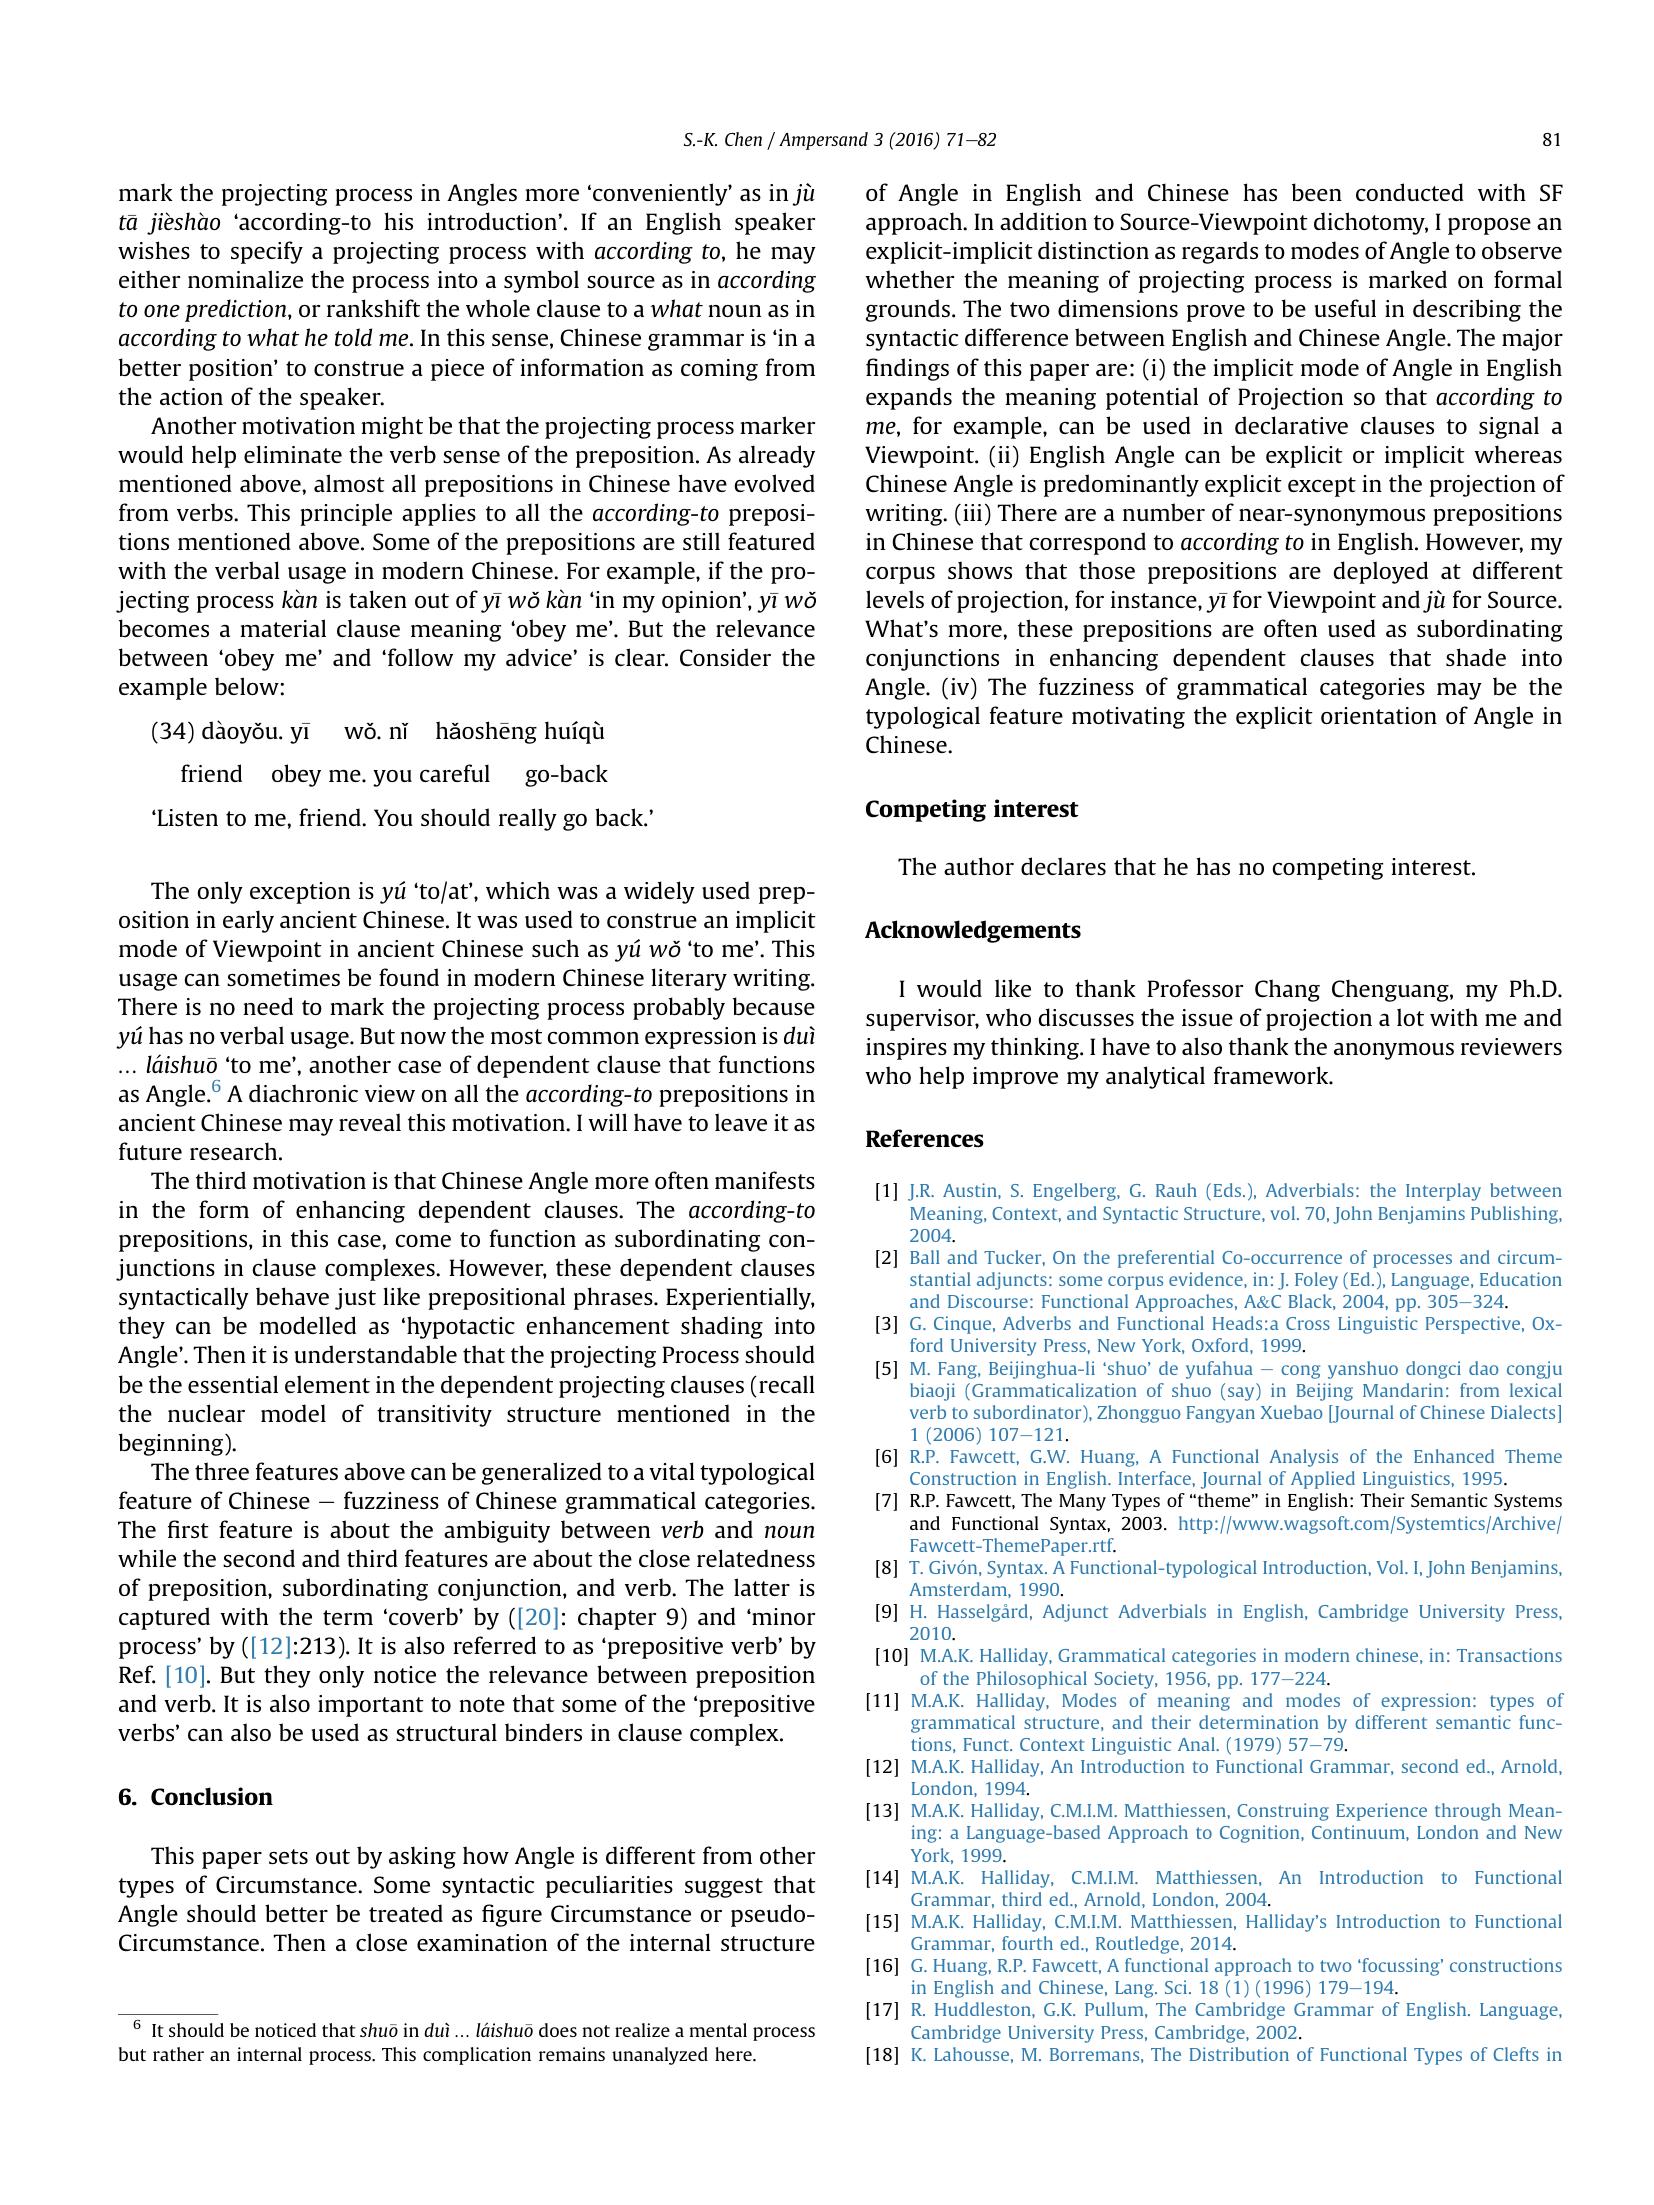 S.-K. Chen / Ampersand 3 (2016) 71–82
81
mark the projecting process in Angles more ‘conveniently’ as in jù
tā jièshào ‘according-to his introduction’. If an English speaker
wishes to specify a projecting process with according to, he may
either nominalize the process into a symbol source as in according
to one prediction, or rankshift the whole clause to a what noun as in
according to what he told me. In this sense, Chinese grammar is ‘in a
better position’ to construe a piece of information as coming from
the action of the speaker.
Another motivation might be that the projecting process marker
would help eliminate the verb sense of the preposition. As already
mentioned above, almost all prepositions in Chinese have evolved
from verbs. This principle applies to all the according-to preposi-
tions mentioned above. Some of the prepositions are still featured
with the verbal usage in modern Chinese. For example, if the pro-
jecting process kàn is taken out of yī wǒ kàn ‘in my opinion’, yī wǒ
becomes a material clause meaning ‘obey me’. But the relevance
between ‘obey me’ and ‘follow my advice’ is clear. Consider the
example below:
(34) dàoyǒu. yī wǒ. nǐ hǎoshēng huíqù
friend obey me. you careful go-back
‘Listen to me, friend. You should really go back.’
The only exception is yú ‘to/at’, which was a widely used prep-
osition in early ancient Chinese. It was used to construe an implicit
mode of Viewpoint in ancient Chinese such as yú wǒ ‘to me’. This
usage can sometimes be found in modern Chinese literary writing.
There is no need to mark the projecting process probably because
yú has no verbal usage. But now the most common expression is duì
… láishuō ‘to me’, another case of dependent clause that functions
as Angle.6 A diachronic view on all the according-to prepositions in
ancient Chinese may reveal this motivation. I will have to leave it as
future research.
The third motivation is that Chinese Angle more often manifests
in the form of enhancing dependent clauses. The according-to
prepositions, in this case, come to function as subordinating con-
junctions in clause complexes. However, these dependent clauses
syntactically behave just like prepositional phrases. Experientially,
they can be modelled as ‘hypotactic enhancement shading into
Angle’. Then it is understandable that the projecting Process should
be the essential element in the dependent projecting clauses (recall
the nuclear model of transitivity structure mentioned in the
beginning).
The three features above can be generalized to a vital typological
feature of Chinese – fuzziness of Chinese grammatical categories.
The first feature is about the ambiguity between verb and noun
while the second and third features are about the close relatedness
of preposition, subordinating conjunction, and verb. The latter is
captured with the term ‘coverb’ by ([20]: chapter 9) and ‘minor
process’ by ([12]:213). It is also referred to as ‘prepositive verb’ by
Ref. [10]. But they only notice the relevance between preposition
and verb. It is also important to note that some of the ‘prepositive
verbs’ can also be used as structural binders in clause complex.
6. Conclusion
This paper sets out by asking how Angle is different from other
types of Circumstance. Some syntactic peculiarities suggest that
Angle should better be treated as figure Circumstance or pseudo-
Circumstance. Then a close examination of the internal structure
6 It should be noticed that shuō in duì … láishuō does not realize a mental process
but rather an internal process. This complication remains unanalyzed here.
of Angle in English and Chinese has been conducted with SF
approach. In addition to Source-Viewpoint dichotomy, I propose an
explicit-implicit distinction as regards to modes of Angle to observe
whether the meaning of projecting process is marked on formal
grounds. The two dimensions prove to be useful in describing the
syntactic difference between English and Chinese Angle. The major
findings of this paper are: (i) the implicit mode of Angle in English
expands the meaning potential of Projection so that according to
me, for example, can be used in declarative clauses to signal a
Viewpoint. (ii) English Angle can be explicit or implicit whereas
Chinese Angle is predominantly explicit except in the projection of
writing. (iii) There are a number of near-synonymous prepositions
in Chinese that correspond to according to in English. However, my
corpus shows that those prepositions are deployed at different
levels of projection, for instance, yī for Viewpoint and jù for Source.
What’s more, these prepositions are often used as subordinating
conjunctions in enhancing dependent clauses that shade into
Angle. (iv) The fuzziness of grammatical categories may be the
typological feature motivating the explicit orientation of Angle in
Chinese.
Competing interest
The author declares that he has no competing interest.
Acknowledgements
I would like to thank Professor Chang Chenguang, my Ph.D.
supervisor, who discusses the issue of projection a lot with me and
inspires my thinking. I have to also thank the anonymous reviewers
who help improve my analytical framework.
References
[1] J.R. Austin, S. Engelberg, G. Rauh (Eds.), Adverbials: the Interplay between
Meaning, Context, and Syntactic Structure, vol. 70, John Benjamins Publishing,
2004.
[2] Ball and Tucker, On the preferential Co-occurrence of processes and circum-
stantial adjuncts: some corpus evidence, in: J. Foley (Ed.), Language, Education
and Discourse: Functional Approaches, A&C Black, 2004, pp. 305–324.
[3] G. Cinque, Adverbs and Functional Heads:a Cross Linguistic Perspective, Ox-
ford University Press, New York, Oxford, 1999.
[5] M. Fang, Beijinghua-li ‘shuo’ de yufahua – cong yanshuo dongci dao congju
biaoji (Grammaticalization of shuo (say) in Beijing Mandarin: from lexical
verb to subordinator), Zhongguo Fangyan Xuebao [Journal of Chinese Dialects]
1 (2006) 107–121.
[6] R.P. Fawcett, G.W. Huang, A Functional Analysis of the Enhanced Theme
Construction in English. Interface, Journal of Applied Linguistics, 1995.
[7] R.P. Fawcett, The Many Types of “theme” in English: Their Semantic Systems
and Functional Syntax, 2003. http://www.wagsoft.com/Systemtics/Archive/
Fawcett-ThemePaper.rtf.
[8] T. Givón, Syntax. A Functional-typological Introduction, Vol. I, John Benjamins,
Amsterdam, 1990.
[9] H. Hasselgård, Adjunct Adverbials in English, Cambridge University Press,
2010.
[10] M.A.K. Halliday, Grammatical categories in modern chinese, in: Transactions
of the Philosophical Society, 1956, pp. 177–224.
[11] M.A.K. Halliday, Modes of meaning and modes of expression: types of
grammatical structure, and their determination by different semantic func-
tions, Funct. Context Linguistic Anal. (1979) 57–79.
[12] M.A.K. Halliday, An Introduction to Functional Grammar, second ed., Arnold,
London, 1994.
[13] M.A.K. Halliday, C.M.I.M. Matthiessen, Construing Experience through Mean-
ing: a Language-based Approach to Cognition, Continuum, London and New
York, 1999.
[14] M.A.K. Halliday, C.M.I.M. Matthiessen, An Introduction to Functional
Grammar, third ed., Arnold, London, 2004.
[15] M.A.K. Halliday, C.M.I.M. Matthiessen, Halliday’s Introduction to Functional
Grammar, fourth ed., Routledge, 2014.
[16] G. Huang, R.P. Fawcett, A functional approach to two ‘focussing’ constructions
in English and Chinese, Lang. Sci. 18 (1) (1996) 179–194.
[17] R. Huddleston, G.K. Pullum, The Cambridge Grammar of English. Language,
Cambridge University Press, Cambridge, 2002.
[18] K. Lahousse, M. Borremans, The Distribution of Functional Types of Clefts in